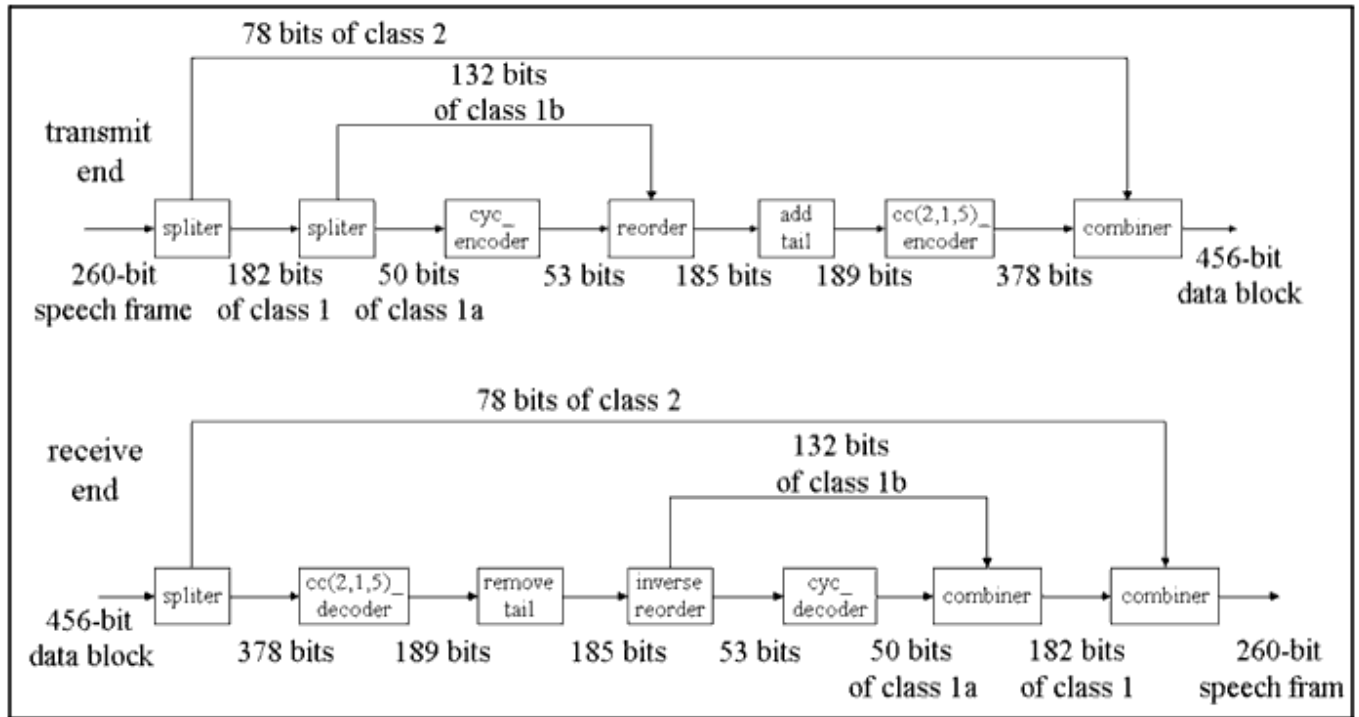 78 bits of class 2
132 bits
of class 1b
transmit
end
spliter
spliter
cyc_
encoder
reorder
add
tail
cc(2,1,5)_
encoder
combiner
260-bit
speech frame
182 bits
of class 1
50 bits
of class 1a
53 bits
185 bits
189 bits
378 bits
456-bit
data block
78 bits of class 2
132 bits
of class 1b
receive
end
spliter
cc(2,1,5)_
decoder
remove
tail
inverse
reorder
cyc_
decoder
combiner
combiner
456-bit
data block
378 bits
189 bits
185 bits
53 bits
50 bits
of class 1a
182 bits
of class 1
260-bit
speech fram